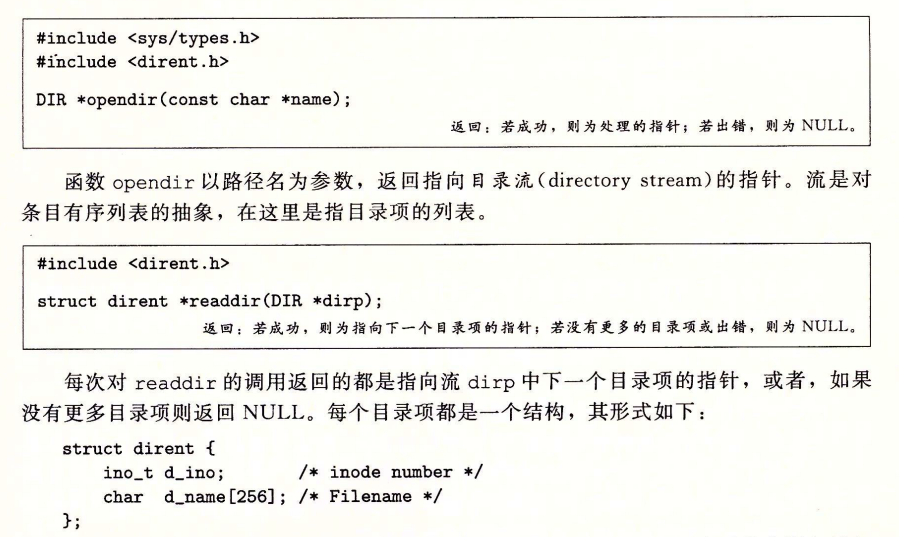 #include <sys/types.h>
#include <dirent.h>
DIR *opendir(const char *name);
返回：若成功，则为处理的指针；若出错，则为 NULL。
函数 opendir 以路径名为参数，返回指向目录流(directory stream)的指针。流是对
条目有序列表的抽象，在这里是指目录项的列表。
#include <dirent.h>
struct dirent *readdir(DIR *dirp);
返回：若成功，则为指向下一个目录项的指针；若没有更多的目录项或出错，则为 NULL。
每次对 readdir 的调用返回的都是指向流 dirp 中下一个目录项的指针，或者，如果
没有更多目录项则返回 NULL。每个目录项都是一个结构，其形式如下：
struct dirent {
    ino_t d_ino;       /* inode number */
    char  d_name[256]; /* Filename */
};